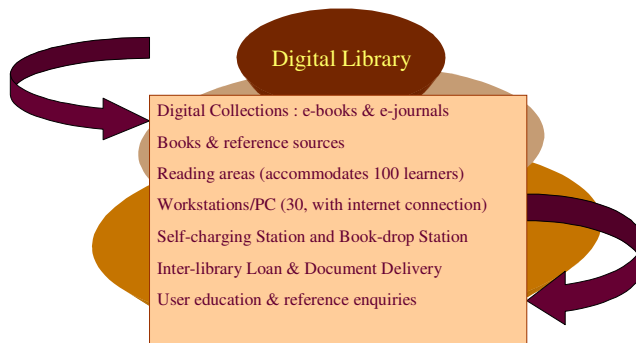 Digital Library
Digital Collections : e-books & e-journals
Books & reference sources
Reading areas (accommodates 100 learners)
Workstations/PC (30, with internet connection)
Self-charging Station and Book-drop Station
Inter-library Loan & Document Delivery
User education & reference enquiries